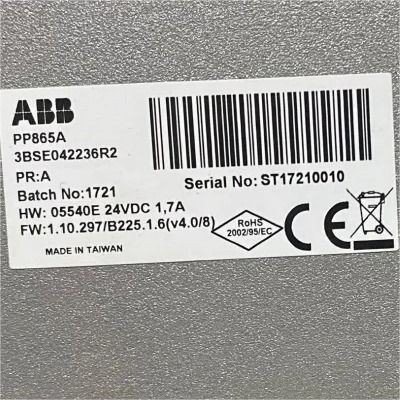 ABB
PP865A
3BSE042236R2
PR:A
Batch No:1721
Serial No:ST17210010
HW: 05540E 24VDC 1,7A
FW:1.10.297/B225.1.6(v4.0/8)
MADE IN TAIWAN
RoHS
2002/95/EC
CE